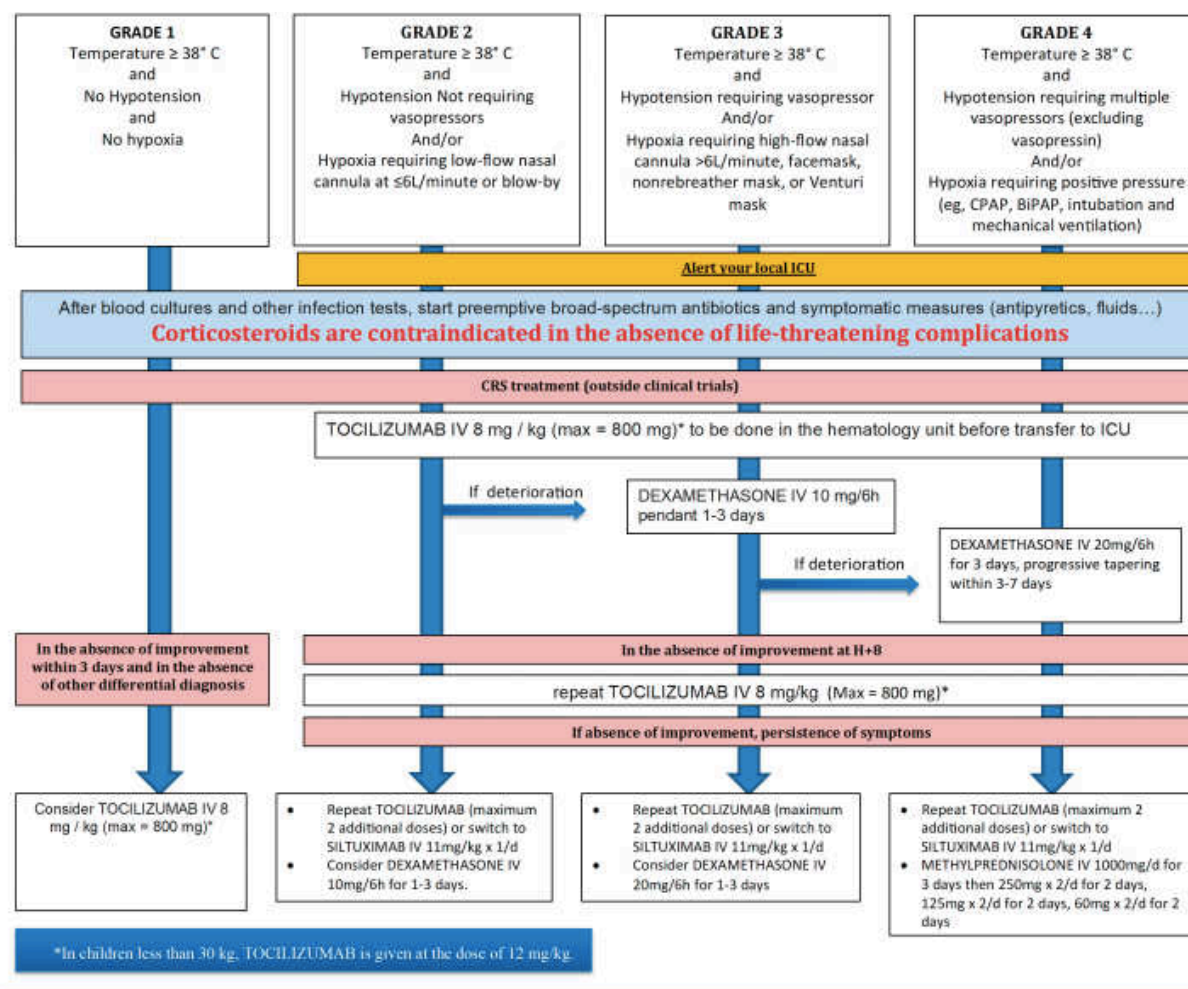 GRADE 1
Temperature ≥ 38° C
and
No Hypotension
and
No hypoxia
GRADE 2
Temperature ≥ 38° C
and
Hypotension Not requiring
vasopressors
And/or
Hypoxia requiring low-flow nasal
cannula at ≤6L/minute or blow-by
GRADE 3
Temperature ≥ 38° C
and
Hypotension requiring vasopressor
And/or
Hypoxia requiring high-flow nasal
cannula >6L/minute, facemask,
nonrebreather mask, or Venturi
mask
GRADE 4
Temperature ≥ 38° C
and
Hypotension requiring multiple
vasopressors (excluding
vasopressin)
And/or
Hypoxia requiring positive pressure
(eg, CPAP, BiPAP, intubation and
mechanical ventilation)
Alert your local ICU
After blood cultures and other infection tests, start preemptive broad-spectrum antibiotics and symptomatic measures (antipyretics, fluids…)
Corticosteroids are contraindicated in the absence of life-threatening complications
CRS treatment (outside clinical trials)
TOCILIZUMAB IV 8 mg / kg (max = 800 mg)* to be done in the hematology unit before transfer to ICU
If deterioration
DEXAMETHASONE IV 10 mg/6h
pendant 1-3 days
If deterioration
DEXAMETHASONE IV 20mg/6h
for 3 days, progressive tapering
within 3-7 days
In the absence of improvement
within 3 days and in the absence
of other differential diagnosis
In the absence of improvement at H+8
repeat TOCILIZUMAB IV 8 mg/kg (Max = 800 mg)*
If absence of improvement, persistence of symptoms
Consider TOCILIZUMAB IV 8
mg / kg (max = 800 mg)*
• Repeat TOCILIZUMAB (maximum
2 additional doses) or switch to
SILTUXIMAB IV 11mg/kg x 1/d
• Consider DEXAMETHASONE IV
10mg/6h for 1-3 days.
• Repeat TOCILIZUMAB (maximum
2 additional doses) or switch to
SILTUXIMAB IV 11mg/kg x 1/d
• Consider DEXAMETHASONE IV
20mg/6h for 1-3 days
• Repeat TOCILIZUMAB (maximum 2
additional doses) or switch to
SILTUXIMAB IV 11mg/kg x 1/d
• METHYLPREDNISOLONE IV 1000mg/d for
3 days then 250mg x 2/d for 2 days,
125mg x 2/d for 2 days, 60mg x 2/d for 2
days
*In children less than 30 kg, TOCILIZUMAB is given at the dose of 12 mg/kg.